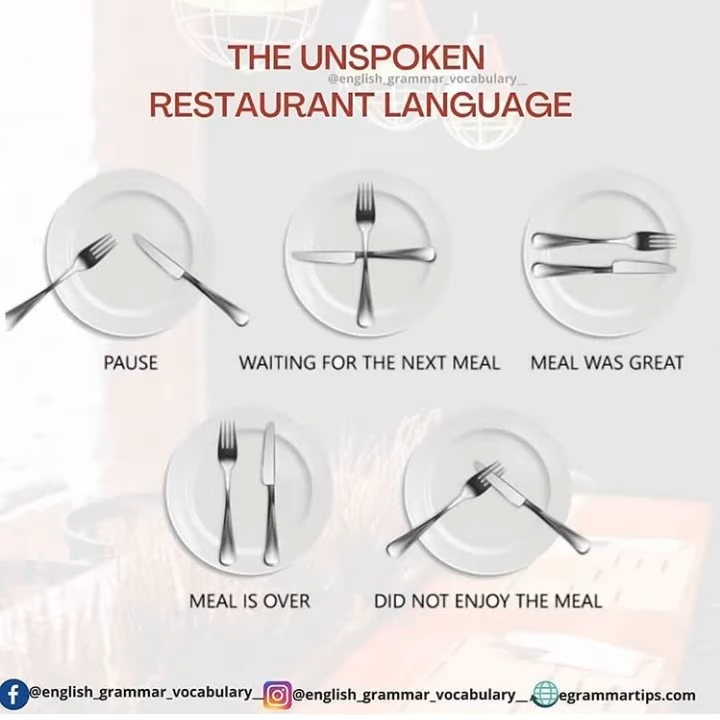 THE UNSPOKEN
@english_grammar_vocabulary_
RESTAURANT LANGUAGE
PAUSE
WAITING FOR THE NEXT MEAL
MEAL WAS GREAT
MEAL IS OVER
DID NOT ENJOY THE MEAL
@english_grammar_vocabulary_
@english_grammar_vocabulary_
egrammartips.com